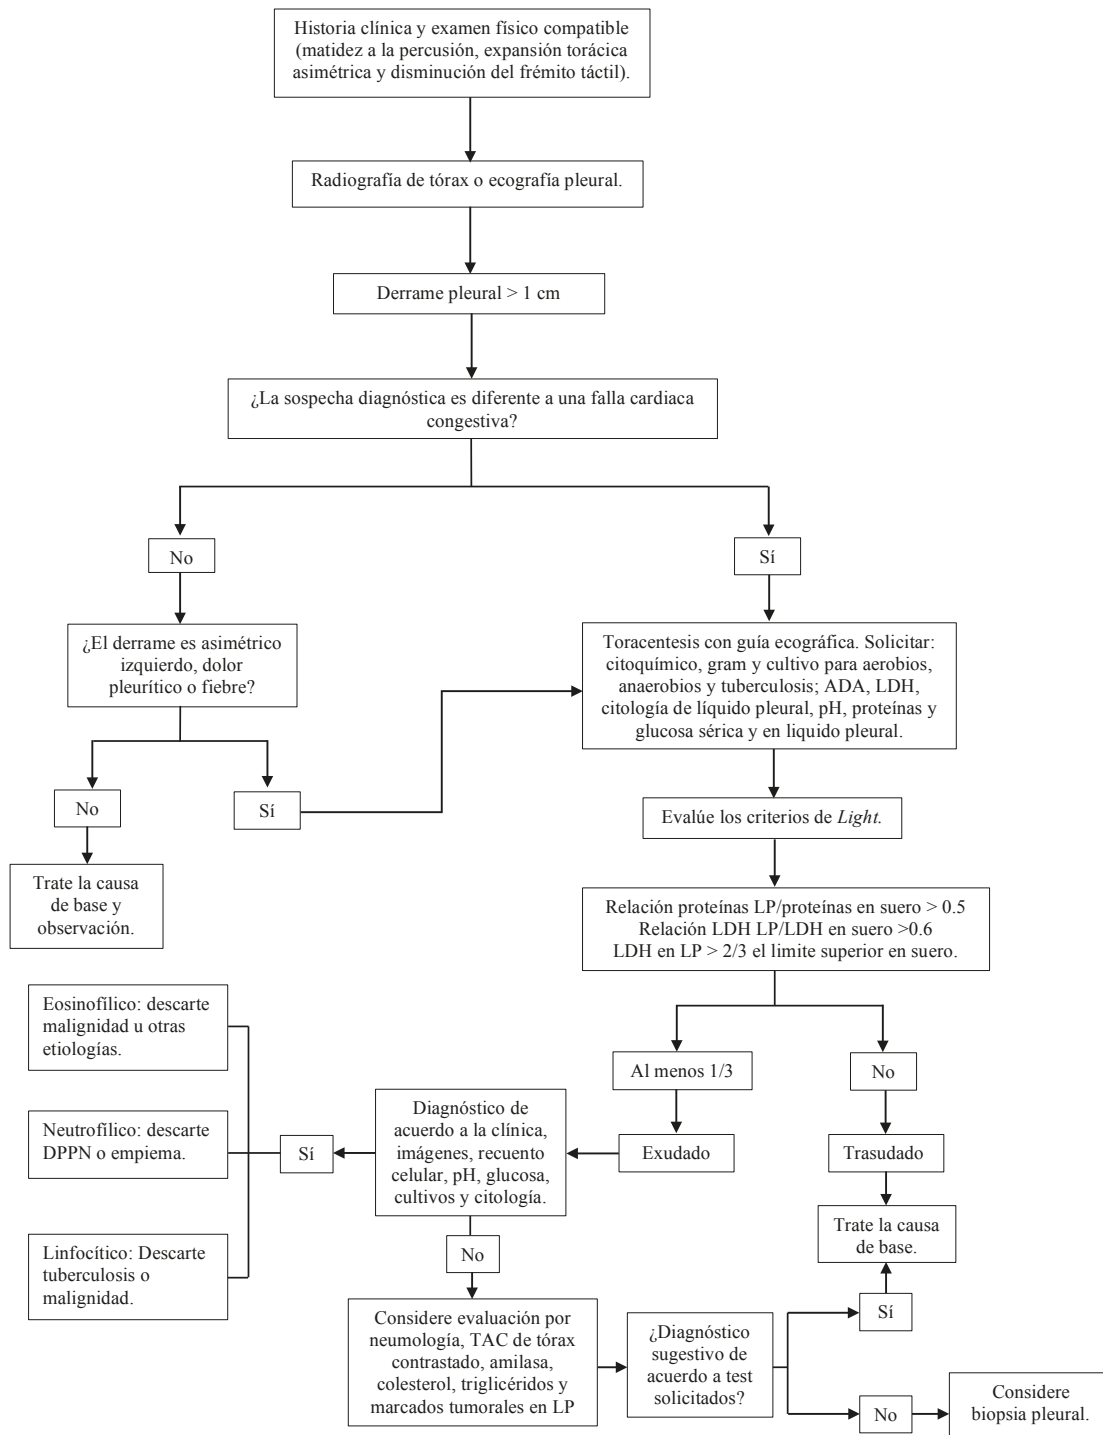 Historia clínica y examen físico compatible
(matidez a la percusión, expansión torácica
asimétrica y disminución del frémito táctil).
Radiografía de tórax o ecografía pleural.
Derrame pleural > 1 cm
¿La sospecha diagnóstica es diferente a una falla cardiaca
congestiva?
No
Sí
¿El derrame es asimétrico
izquierdo, dolor
pleurítico o fiebre?
Toracentesis con guía ecográfica. Solicitar:
citoquímico, gram y cultivo para aerobios,
anaerobios y tuberculosis; ADA, LDH,
citología de líquido pleural, pH, proteínas y
glucosa sérica y en liquido pleural.
No
Sí
Trate la causa
de base y
observación.
Evalúe los criterios de Light.
Relación proteínas LP/proteínas en suero > 0.5
Relación LDH LP/LDH en suero >0.6
LDH en LP > 2/3 el limite superior en suero.
Al menos 1/3
No
Exudado
Trasudado
Trate la causa
de base.
Diagnóstico de
acuerdo a la clínica,
imágenes, recuento
celular, pH, glucosa,
cultivos y citología.
Sí
Eosinofílico: descarte
malignidad u otras
etiologías.
Neutrofílico: descarte
DPPN o empiema.
Linfocítico: Descarte
tuberculosis o
malignidad.
No
Considere evaluación por
neumología, TAC de tórax
contrastado, amilasa,
colesterol, triglicéridos y
marcados tumorales en LP
¿Diagnóstico
sugestivo de
acuerdo a test
solicitados?
Sí
No
Considere
biopsia pleural.